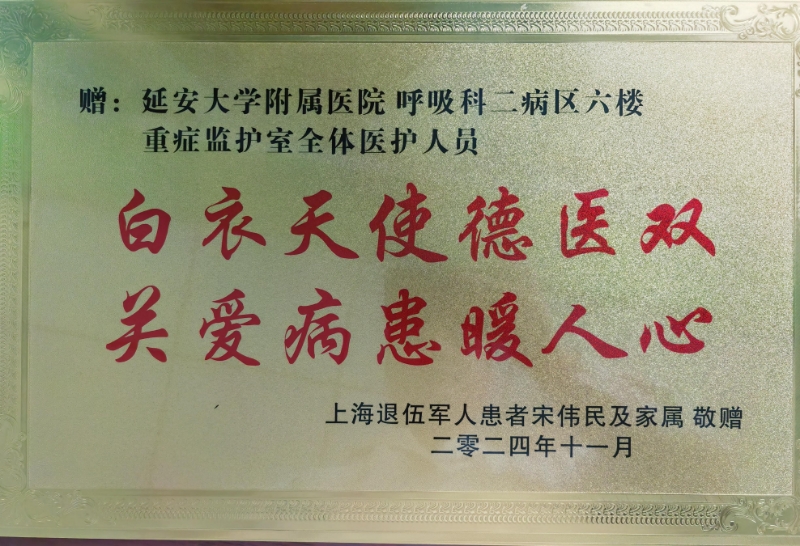 赠：延安大学附属医院 呼吸科二病区六楼
重症监护室全体医护人员
白衣天使德医双
关爱病患暖人心
上海退伍军人患者宋伟民及家属 敬赠
二零二四年十一月